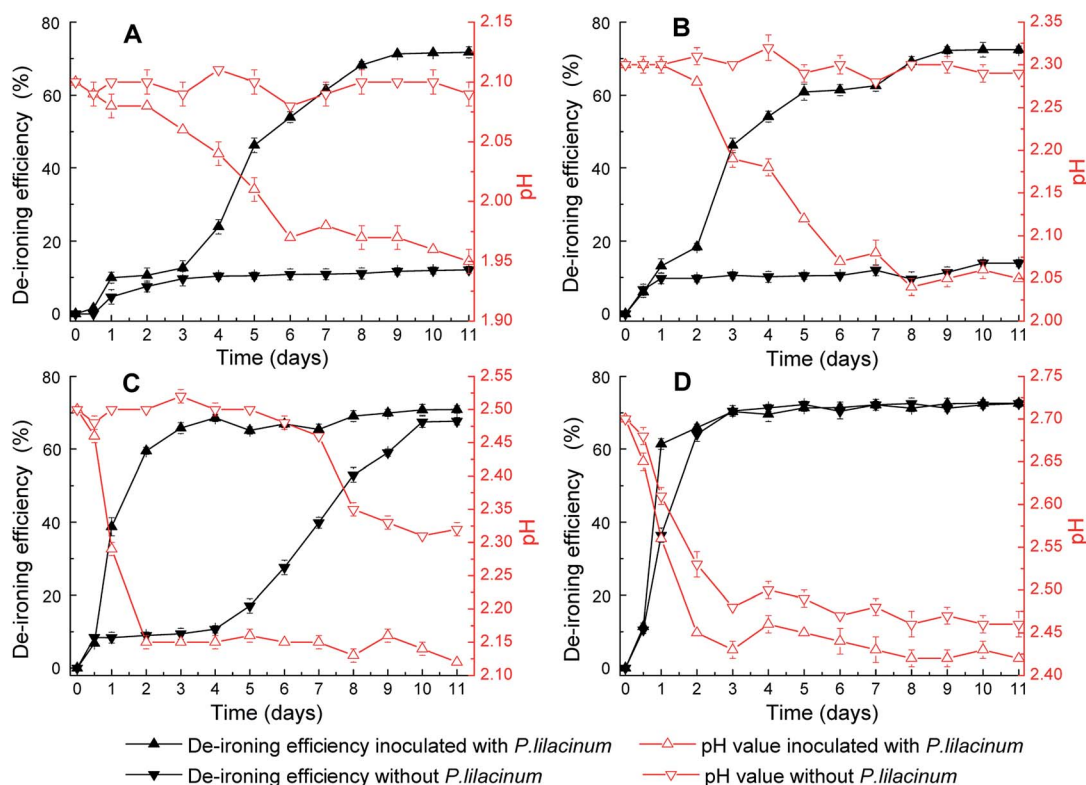 A
De-ironing efficiency (%)
80
60
40
20
0
0 1 2 3 4 5 6 7 8 9 10 11
Time (days)
2.15
2.10
2.05
2.00
1.95
1.90
pH
B
De-ironing efficiency (%)
80
60
40
20
0
0 1 2 3 4 5 6 7 8 9 10 11
Time (days)
2.35
2.30
2.25
2.20
2.15
2.10
2.05
2.00
pH
C
De-ironing efficiency (%)
80
60
40
20
0
0 1 2 3 4 5 6 7 8 9 10 11
Time (days)
2.55
2.50
2.45
2.40
2.35
2.30
2.25
2.20
2.15
2.10
pH
D
De-ironing efficiency (%)
80
60
40
20
0
0 1 2 3 4 5 6 7 8 9 10 11
Time (days)
2.75
2.70
2.65
2.60
2.55
2.50
2.45
2.40
pH
De-ironing efficiency inoculated with P.lilacinum
pH value inoculated with P.lilacinum
De-ironing efficiency without P.lilacinum
pH value without P.lilacinum